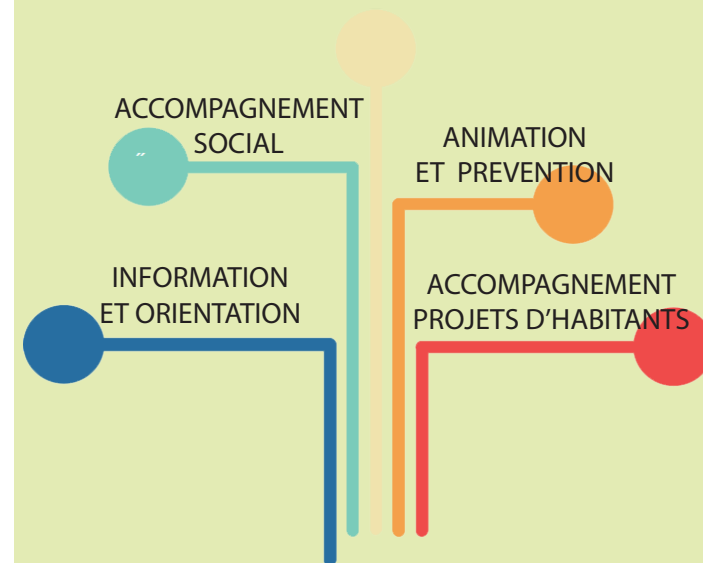 ACCOMPAGNEMENT
SOCIAL
ANIMATION
ET PREVENTION
INFORMATION
ET ORIENTATION
ACCOMPAGNEMENT
PROJETS D’HABITANTS